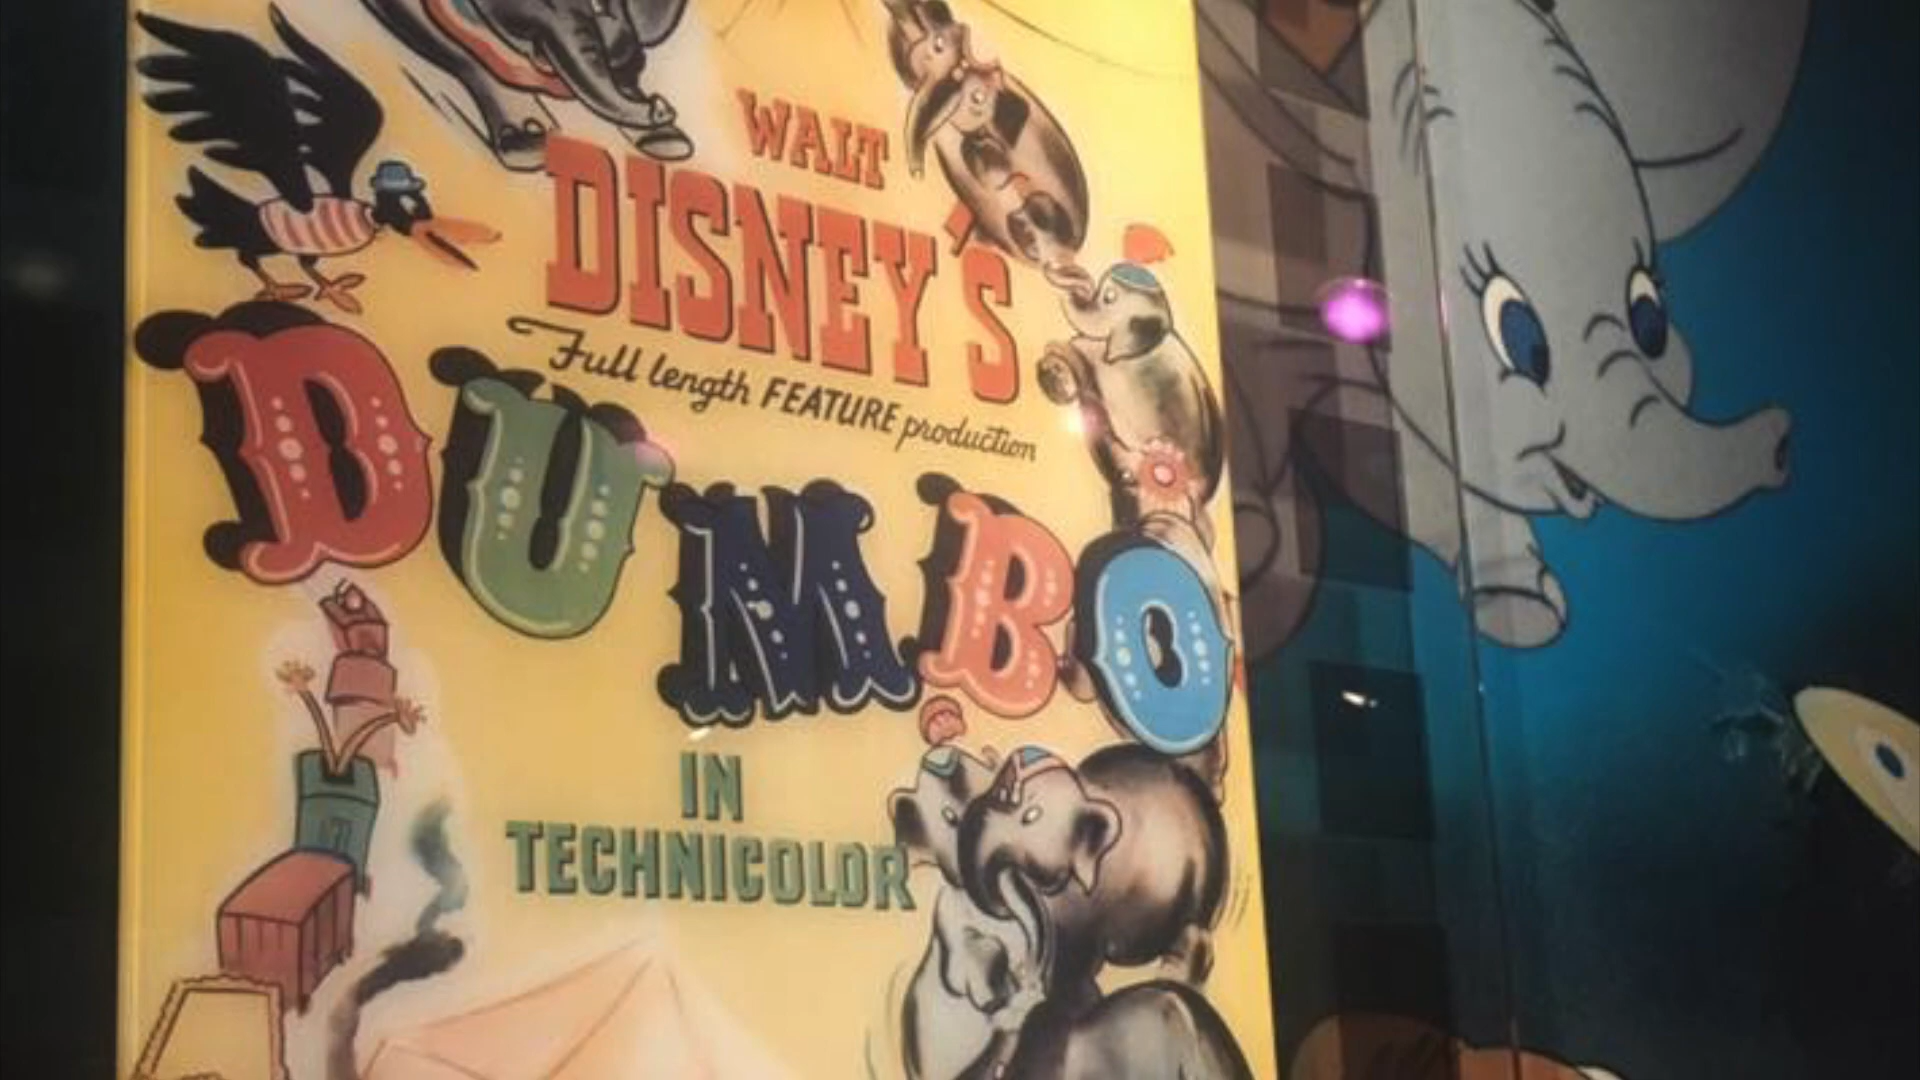 WALT
DISNEY'S
Full length FEATURE production
DUMBO
IN
TECHNICOLOR